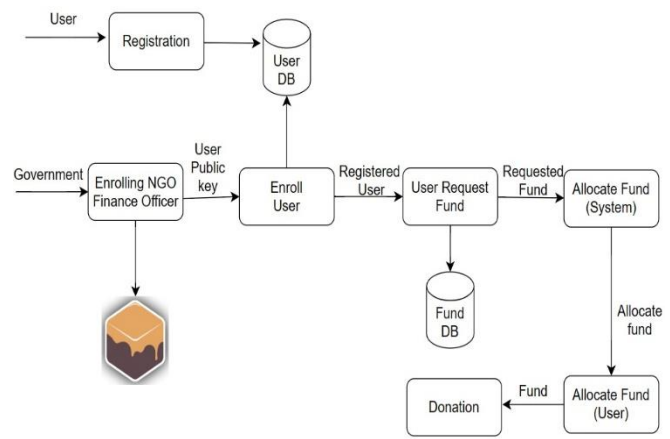 User
Registration
User
DB
Government
Enrolling NGO
Finance Officer
User
Public
key
Enroll
User
Registered
User
User Request
Fund
Requested
Fund
Allocate Fund
(System)
Fund
DB
Allocate
fund
Donation
Fund
Allocate Fund
(User)